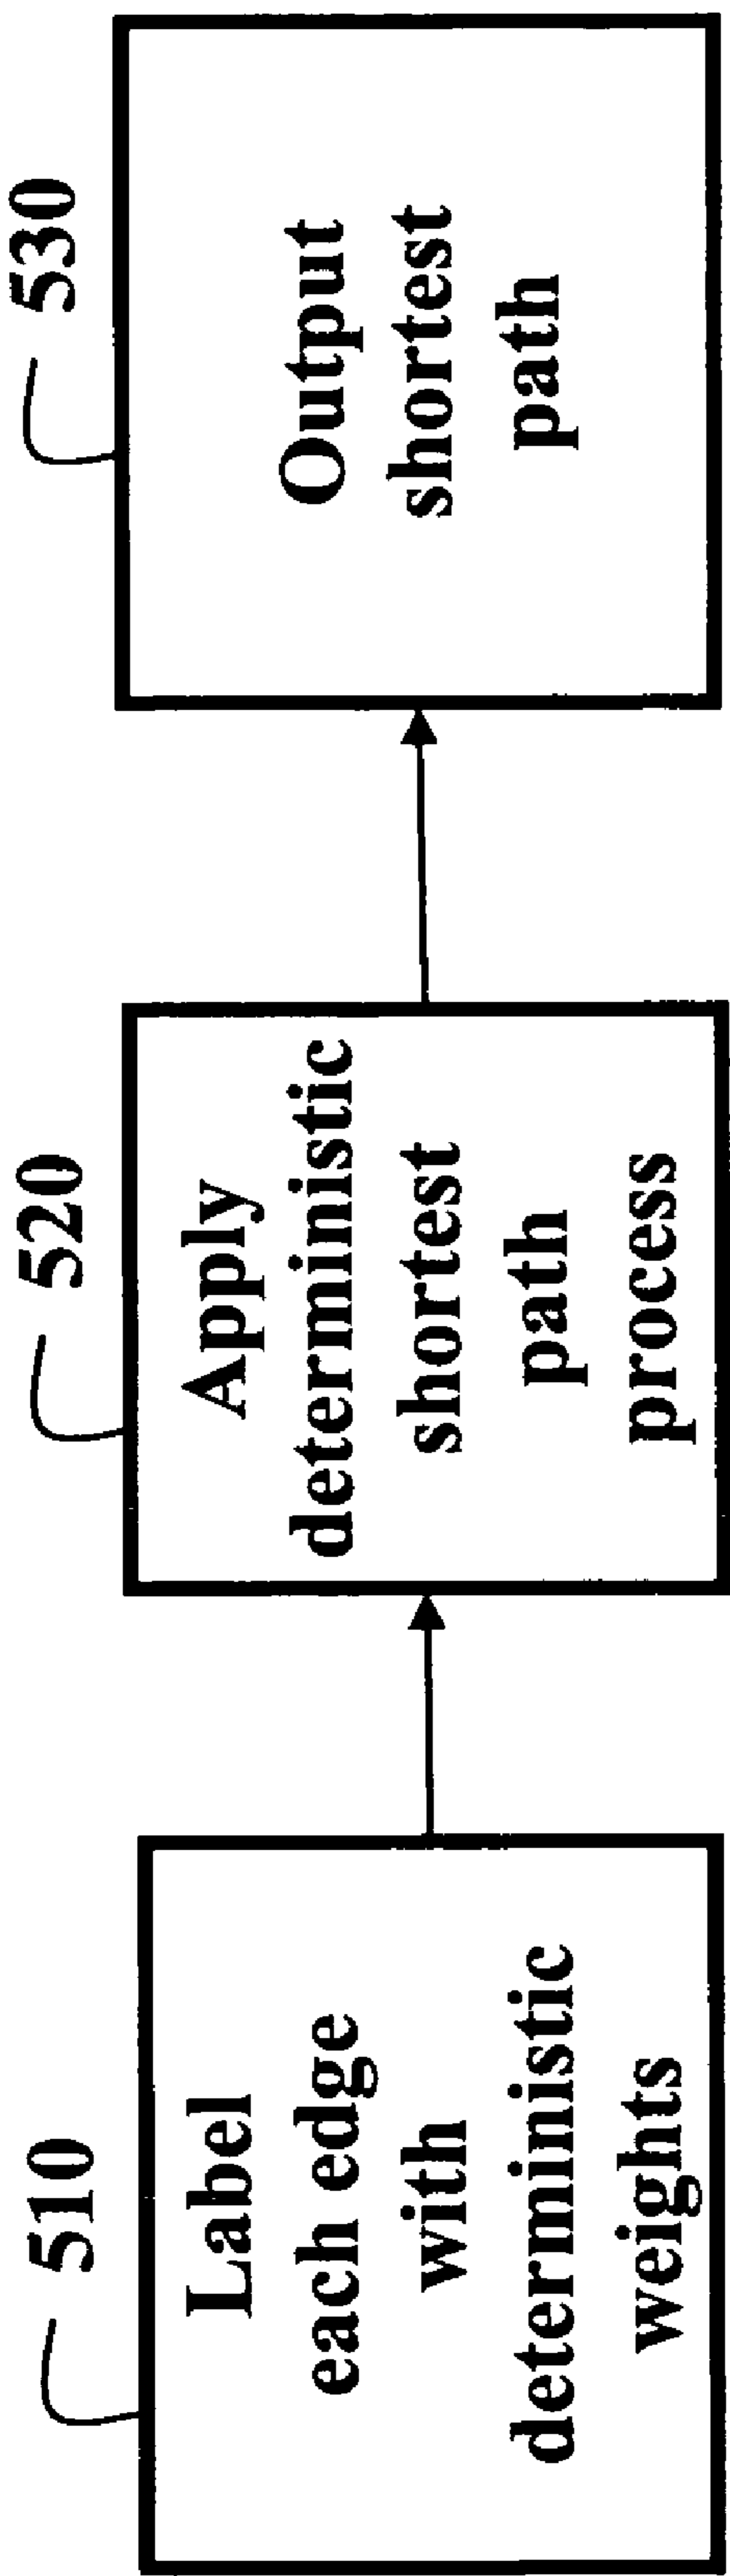 510
Label
each edge
with
deterministic
weights
520
Apply
deterministic
shortest
path
process
530
Output
shortest
path